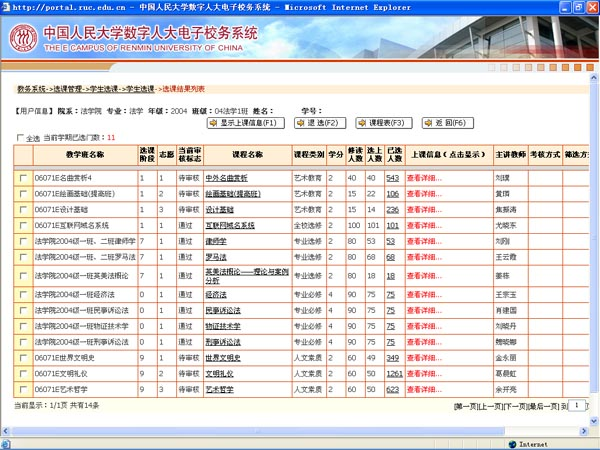 http://portal.ruc.edu.cn - 中国人民大学数字人大电子校务系统 - Microsoft Internet Explorer
中国人民大学数字人大电子校务系统
THE E CAMPUS OF RENMIN UNIVERSITY OF CHINA
教务系统->选课管理->学生选课->学生选课->选课结果列表
【用户信息】院系：法学院 专业：法学 年级：2004 班级：04法学1班 姓名： 学号：
显示上课信息(F1) 退 选(F2) 课程表(F3) 返 回(F6)
全选 当前学期已选门数：11
教学班名称 选课阶段 志愿 当前审核标志 课程名称 课程类别 学分 修读人数 选上人数 已选人数 上课信息（点击显示） 主讲教师 考核方式 筛选方
06071E名曲赏析4 1 1 待审核 中外名曲赏析 艺术教育 2 40 40 543 查看详细... 刘璞
06071E绘画基础(提高班) 1 2 待审核 绘画基础(提高班) 艺术教育 2 15 22 106 查看详细... 黄璜
06071E设计基础 1 3 待审核 设计基础 艺术教育 2 15 14 236 查看详细... 焦振涛
06071E互联网域名系统 1 1 通过 互联网域名系统 全校选修 2 100 101 101 查看详细... 尤晓东
法学院2004级一班、二班律师学 7 1 通过 律师学 专业选修 2 80 53 53 查看详细... 刘刚
法学院2004级一班、二班罗马法 7 1 通过 罗马法 专业选修 2 80 68 68 查看详细... 王云霞
法学院2004级一班英美法概论 7 1 通过 英美法概论——理论与案例分析 专业选修 2 80 18 18 查看详细... 姜栋
法学院2004级一班经济法 0 1 通过 经济法 专业必修 4 90 75 75 查看详细... 王宗玉
法学院2004级一班民事诉讼法 0 1 通过 民事诉讼法 专业必修 4 90 75 75 查看详细... 肖建国
法学院2004级一班物证技术学 0 1 通过 物证技术学 专业必修 4 90 75 75 查看详细... 刘晓丹
法学院2004级一班刑事诉讼法 0 1 通过 刑事诉讼法 专业必修 4 90 75 75 查看详细... 魏晓娜
06071E世界文明史 9 1 待审核 世界文明史 人文素质 2 60 49 349 查看详细... 金永丽
06071E文明礼仪 9 2 待审核 文明礼仪 人文素质 2 60 50 1261 查看详细... 葛晨虹
06071E艺术哲学 9 3 待审核 艺术哲学 人文素质 2 60 50 623 查看详细... 余开亮
当前显示：1/1页 共有14条 [第一页][上一页][下一页][最后一页] 到 1
Internet